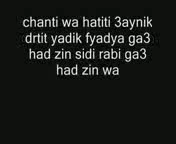 chanti wa hatiti 3aynik
drtit yadik fyadya ga3
had zin sidi rabi ga3
had zin wa